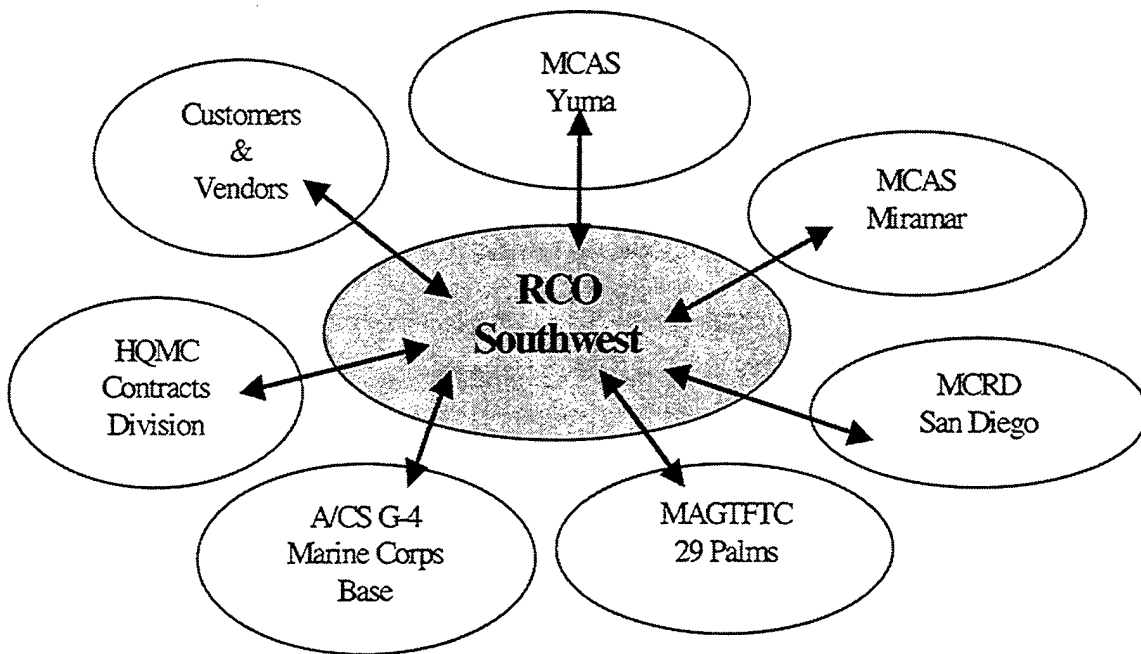 MCAS
Yuma
Customers
&
Vendors
MCAS
Miramar
RCO
Southwest
HQMC
Contracts
Division
MCRD
San Diego
A/CS G-4
Marine Corps
Base
MAGTFTC
29 Palms